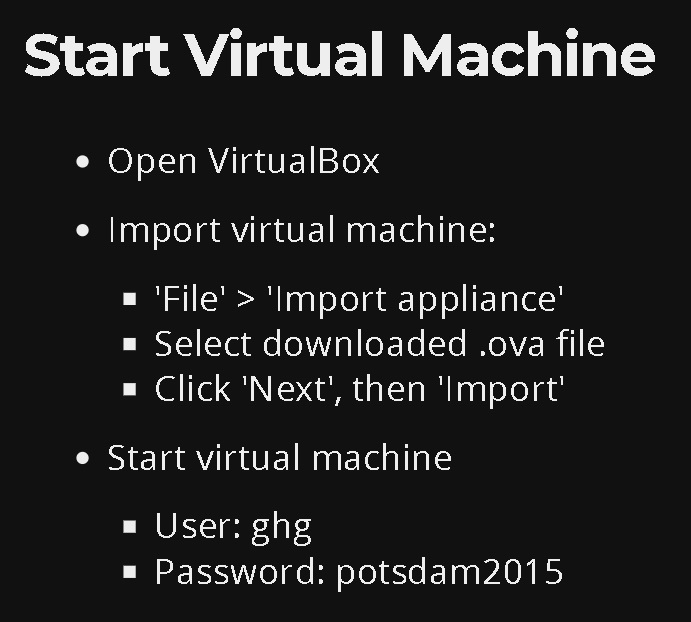 Start Virtual Machine
Open VirtualBox
Import virtual machine:
'File' > 'Import appliance'
Select downloaded .ova file
Click 'Next', then 'Import'
Start virtual machine
User: ghg
Password: potsdam2015